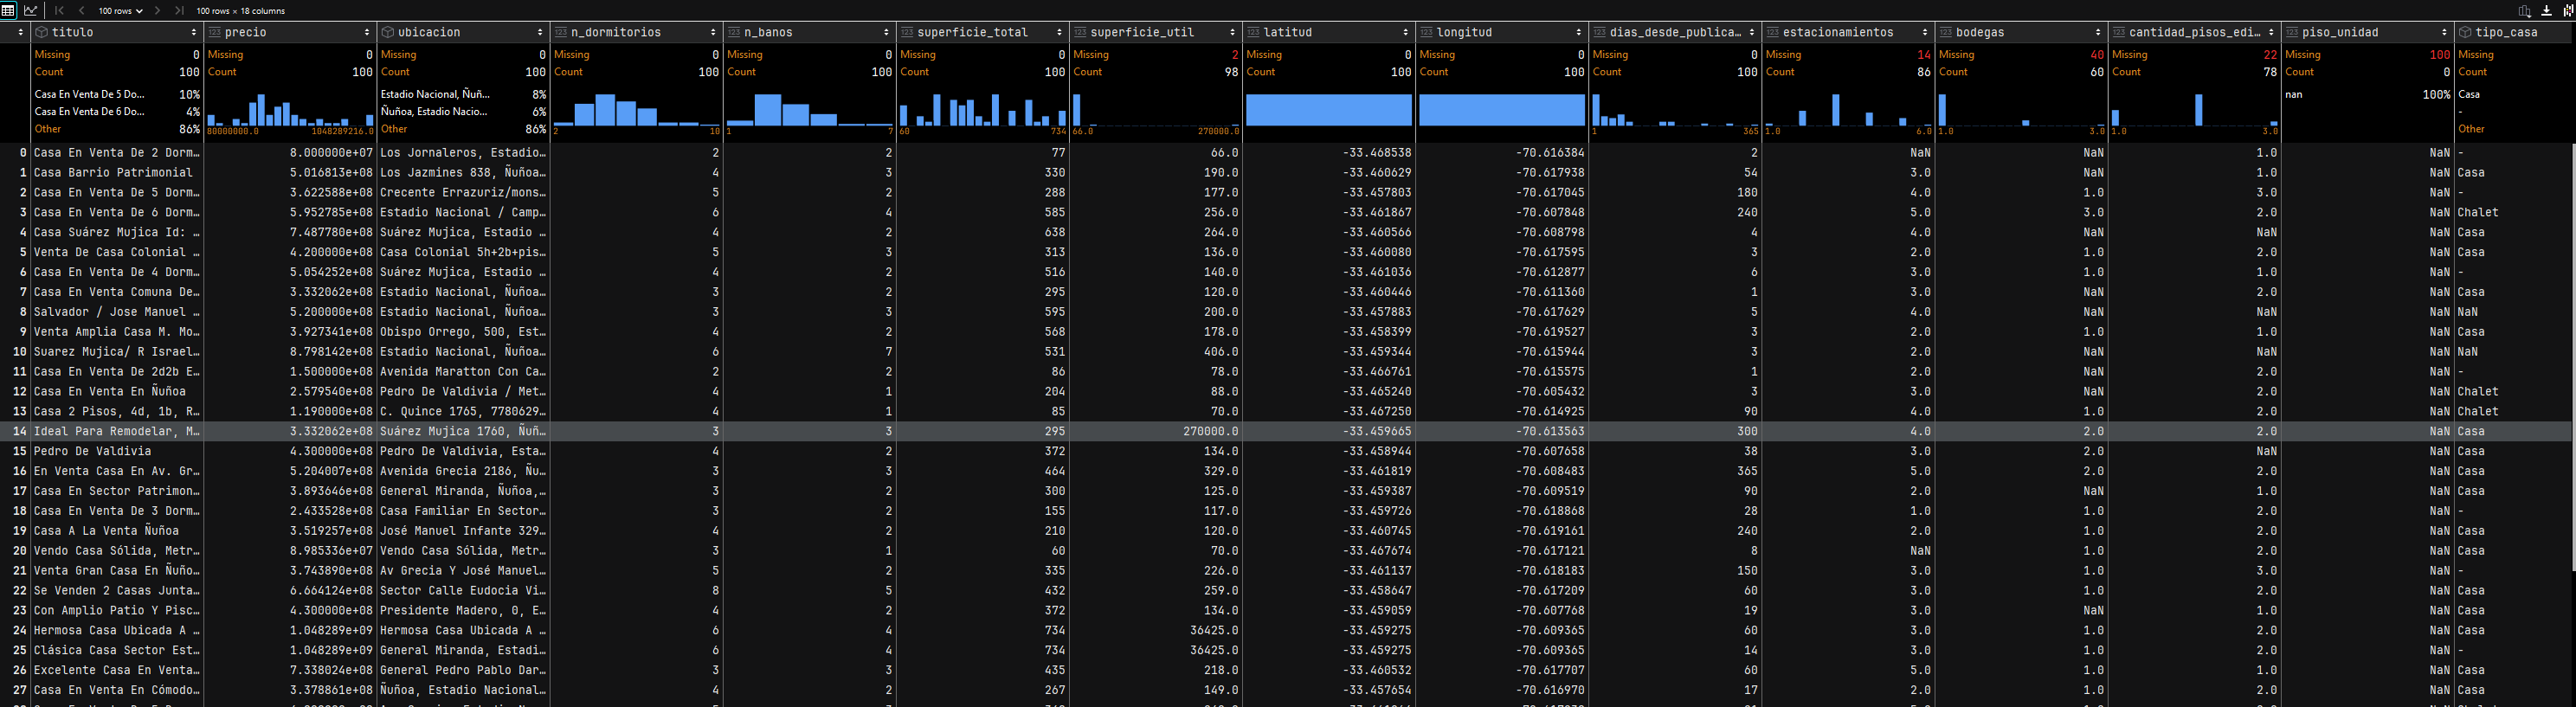 100 rows 100 rows × 18 columns
titulo precio ubicacion n_dormitorios n_banos superficie_total superficie_util latitud longitud dias_desde_publica… estacionamientos bodegas cantidad_pisos_edi… piso_unidad tipo_casa
Missing 0 Missing 0 Missing 0 Missing 0 Missing 0 Missing 0 Missing 2 Missing 0 Missing 0 Missing 0 Missing 14 Missing 40 Missing 22 Missing 100 Missing
Count 100 Count 100 Count 100 Count 100 Count 100 Count 100 Count 98 Count 100 Count 100 Count 100 Count 86 Count 60 Count 78 Count 0 Count
Casa En Venta De 5 Do... 10% Estadio Nacional, Ñuñ... 8% nan 100% Casa
Casa En Venta De 6 Do... 4% Ñuñoa, Estadio Nacio... 6% -
Other 86% 80000000.0 1048289216.0 Other 86% 2 10 1 7 60 734 66.0 270000.0 1 365 1.0 6.0 1.0 3.0 1.0 3.0 Other
0 Casa En Venta De 2 Dorm… 8.000000e+07 Los Jornaleros, Estadio… 2 2 77 66.0 -33.468538 -70.616384 2 NaN NaN 1.0 NaN -
1 Casa Barrio Patrimonial 5.016813e+08 Los Jazmines 838, Ñuñoa… 4 3 330 190.0 -33.460629 -70.617938 54 3.0 NaN 1.0 NaN Casa
2 Casa En Venta De 5 Dorm… 3.622588e+08 Crecente Errazuriz/mons… 5 2 288 177.0 -33.457803 -70.617045 180 4.0 1.0 3.0 NaN -
3 Casa En Venta De 6 Dorm… 5.952785e+08 Estadio Nacional / Camp… 6 4 585 256.0 -33.461867 -70.607848 240 5.0 3.0 2.0 NaN Chalet
4 Casa Suárez Mujica Id: … 7.487780e+08 Suárez Mujica, Estadio … 4 2 638 264.0 -33.460566 -70.608798 4 4.0 NaN NaN NaN Casa
5 Venta De Casa Colonial … 4.200000e+08 Casa Colonial 5h+2b+pis… 5 3 313 136.0 -33.460080 -70.617595 3 2.0 1.0 2.0 NaN Casa
6 Casa En Venta De 4 Dorm… 5.054252e+08 Suárez Mujica, Estadio … 4 2 516 140.0 -33.461036 -70.612877 6 3.0 1.0 1.0 NaN -
7 Casa En Venta Comuna De… 3.332062e+08 Estadio Nacional, Ñuñoa… 3 2 295 120.0 -33.460446 -70.611360 1 3.0 NaN 2.0 NaN Casa
8 Salvador / Jose Manuel … 5.200000e+08 Estadio Nacional, Ñuñoa… 3 3 595 200.0 -33.457883 -70.617629 5 4.0 NaN NaN NaN NaN
9 Venta Amplia Casa M. Mo… 3.927341e+08 Obispo Orrego, 500, Est… 4 2 568 178.0 -33.458399 -70.619527 3 2.0 1.0 1.0 NaN Casa
10 Suarez Mujica/ R Israel… 8.798142e+08 Estadio Nacional, Ñuñoa… 6 7 531 406.0 -33.459344 -70.615944 3 2.0 NaN NaN NaN NaN
11 Casa En Venta De 2d2b E… 1.500000e+08 Avenida Maratton Con Ca… 2 2 86 78.0 -33.466761 -70.615575 1 2.0 NaN 2.0 NaN -
12 Casa En Venta En Ñuñoa 2.579540e+08 Pedro De Valdivia / Met… 4 1 204 88.0 -33.465240 -70.605432 3 3.0 NaN 2.0 NaN Chalet
13 Casa 2 Pisos, 4d, 1b, R… 1.190000e+08 C. Quince 1765, 7780629… 4 1 85 70.0 -33.467250 -70.614925 90 4.0 1.0 2.0 NaN Chalet
14 Ideal Para Remodelar, M… 3.332062e+08 Suárez Mujica 1760, Ñuñ… 3 3 295 270000.0 -33.459665 -70.613563 300 4.0 2.0 2.0 NaN Casa
15 Pedro De Valdivia 4.300000e+08 Pedro De Valdivia, Esta… 4 2 372 134.0 -33.458944 -70.607658 38 3.0 2.0 NaN NaN Casa
16 En Venta Casa En Av. Gr… 5.204007e+08 Avenida Grecia 2186, Ñu… 3 3 464 329.0 -33.461819 -70.608483 365 5.0 2.0 2.0 NaN Casa
17 Casa En Sector Patrimon… 3.893646e+08 General Miranda, Ñuñoa,… 3 2 300 125.0 -33.459387 -70.609519 90 2.0 NaN 1.0 NaN Casa
18 Casa En Venta De 3 Dorm… 2.433528e+08 Casa Familiar En Sector… 3 2 155 117.0 -33.459726 -70.618868 28 1.0 1.0 2.0 NaN -
19 Casa A La Venta Ñuñoa 3.519257e+08 José Manuel Infante 329… 4 2 210 120.0 -33.460745 -70.619161 240 2.0 1.0 2.0 NaN Casa
20 Vendo Casa Sólida, Metr… 8.985336e+07 Vendo Casa Sólida, Metr… 3 1 60 70.0 -33.467674 -70.617121 8 NaN 1.0 2.0 NaN Casa
21 Venta Gran Casa En Ñuño… 3.743890e+08 Av Grecia Y José Manuel… 5 2 335 226.0 -33.461137 -70.618183 150 3.0 1.0 3.0 NaN -
22 Se Venden 2 Casas Junta… 6.664124e+08 Sector Calle Eudocia Vi… 8 5 432 259.0 -33.458647 -70.617209 60 3.0 1.0 2.0 NaN Casa
23 Con Amplio Patio Y Pisc… 4.300000e+08 Presidente Madero, 0, E… 4 2 372 134.0 -33.459059 -70.607768 19 3.0 NaN 1.0 NaN Casa
24 Hermosa Casa Ubicada A … 1.048289e+09 Hermosa Casa Ubicada A … 6 4 734 36425.0 -33.459275 -70.609365 60 3.0 1.0 2.0 NaN Casa
25 Clásica Casa Sector Est… 1.048289e+09 General Miranda, Estadi… 6 4 734 36425.0 -33.459275 -70.609365 14 3.0 1.0 2.0 NaN -
26 Excelente Casa En Venta… 7.338024e+08 General Pedro Pablo Dar… 3 3 435 218.0 -33.460532 -70.617707 60 5.0 1.0 1.0 NaN Casa
27 Casa En Venta En Cómodo… 3.378861e+08 Ñuñoa, Estadio Nacional… 4 2 267 149.0 -33.457654 -70.616970 17 2.0 1.0 2.0 NaN Casa